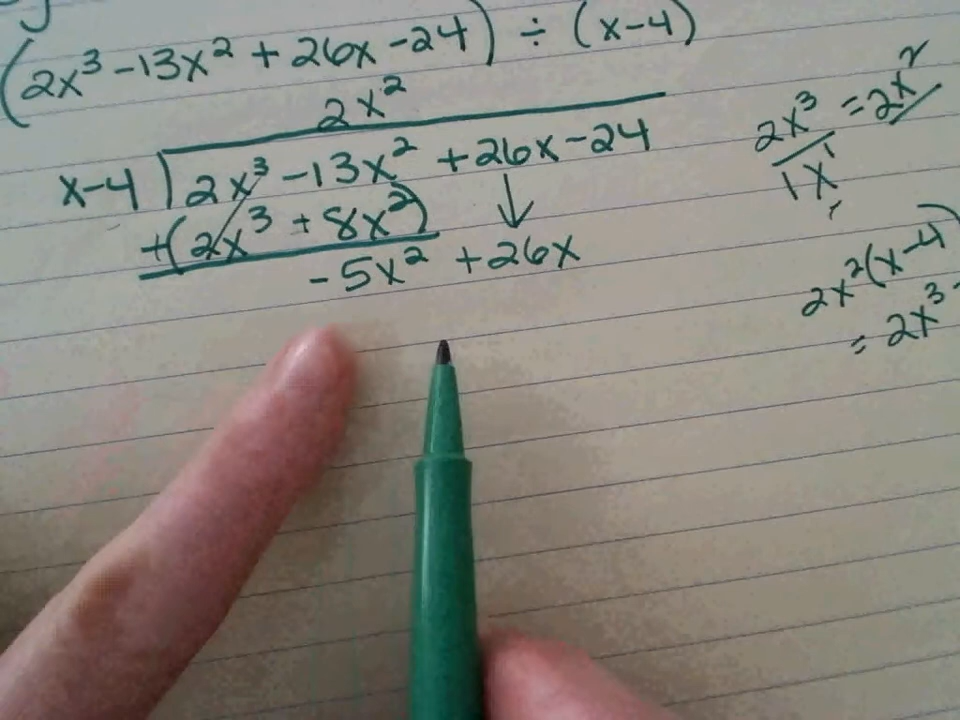 (2x³ -13x² + 26x -24) ÷ (x-4)
2x²
x-4 ) 2x³ -13x² +26x -24
+(2x³ + 8x²)
-5x² +26x
2x³ = 2x²
1x¹
2x²(x-4)
= 2x³